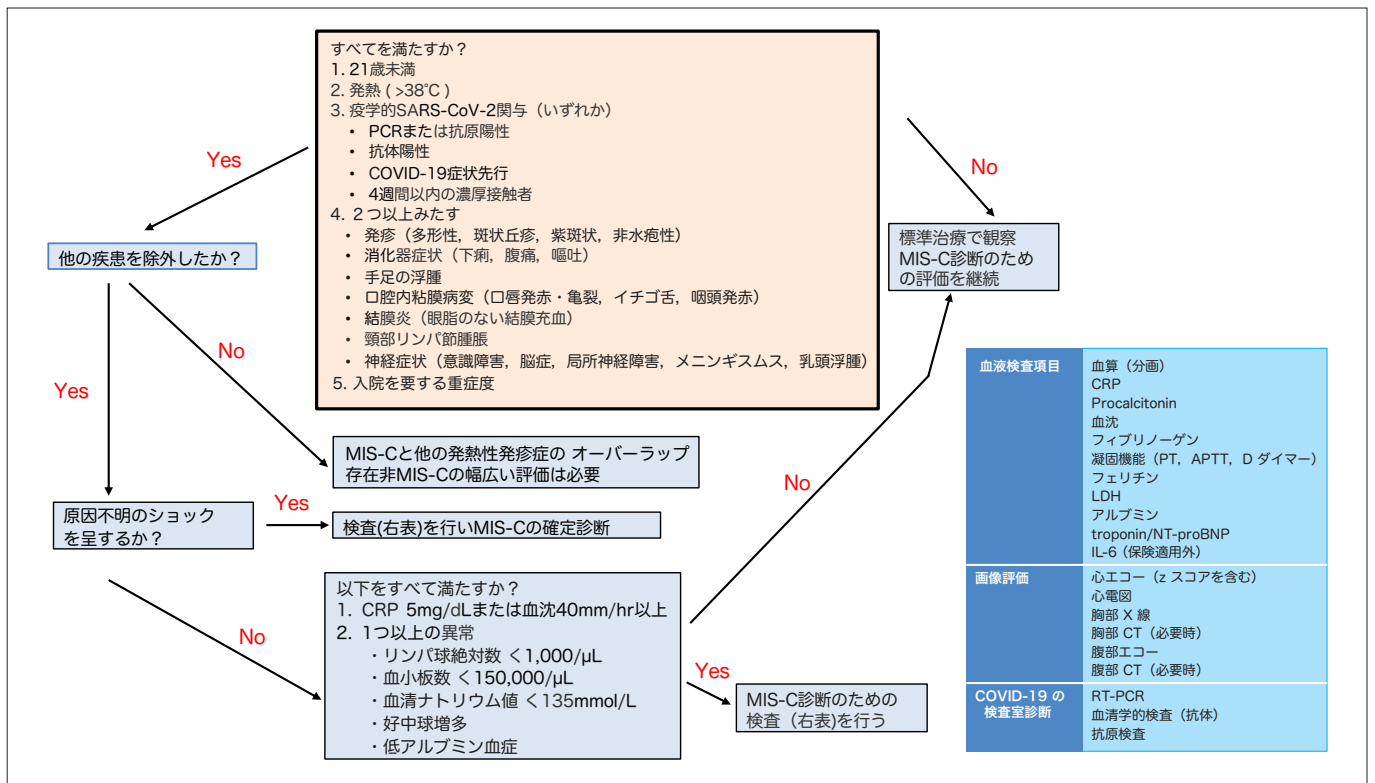 すべてを満たすか？
1. 21歳未満
2. 発熱 ( >38℃ )
3. 疫学的SARS-CoV-2関与（いずれか）
• PCRまたは抗原陽性
• 抗体陽性
• COVID-19症状先行
• 4週間以内の濃厚接触者
4. 2つ以上みたす
• 発疹（多形性，斑状丘疹，紫斑状，非水疱性）
• 消化器症状（下痢，腹痛，嘔吐）
• 手足の浮腫
• 口腔内粘膜病変（口唇発赤・亀裂，イチゴ舌，咽頭発赤）
• 結膜炎（眼脂のない結膜充血）
• 頸部リンパ節腫脹
• 神経症状（意識障害，脳症，局所神経障害，メニンギスムス，乳頭浮腫）
5. 入院を要する重症度
Yes
No
他の疾患を除外したか？
標準治療で観察
MIS-C診断のため
の評価を継続
Yes
No
MIS-Cと他の発熱性発疹症の オーバーラップ
存在非MIS-Cの幅広い評価は必要
原因不明のショック
を呈するか？
Yes
検査(右表)を行いMIS-Cの確定診断
No
以下をすべて満たすか？
1. CRP 5mg/dLまたは血沈40mm/hr以上
2. 1つ以上の異常
・リンパ球絶対数 <1,000/μL
・血小板数 <150,000/μL
・血清ナトリウム値 <135mmol/L
・好中球増多
・低アルブミン血症
No
Yes
MIS-C診断のための
検査（右表)を行う
血液検査項目
血算（分画）
CRP
Procalcitonin
血沈
フィブリノーゲン
凝固機能（PT，APTT，D ダイマー）
フェリチン
LDH
アルブミン
troponin/NT-proBNP
IL-6（保険適用外）
画像評価
心エコー（z スコアを含む）
心電図
胸部 X 線
胸部 CT（必要時）
腹部エコー
腹部 CT（必要時）
COVID-19 の
検査室診断
RT-PCR
血清学的検査（抗体）
抗原検査